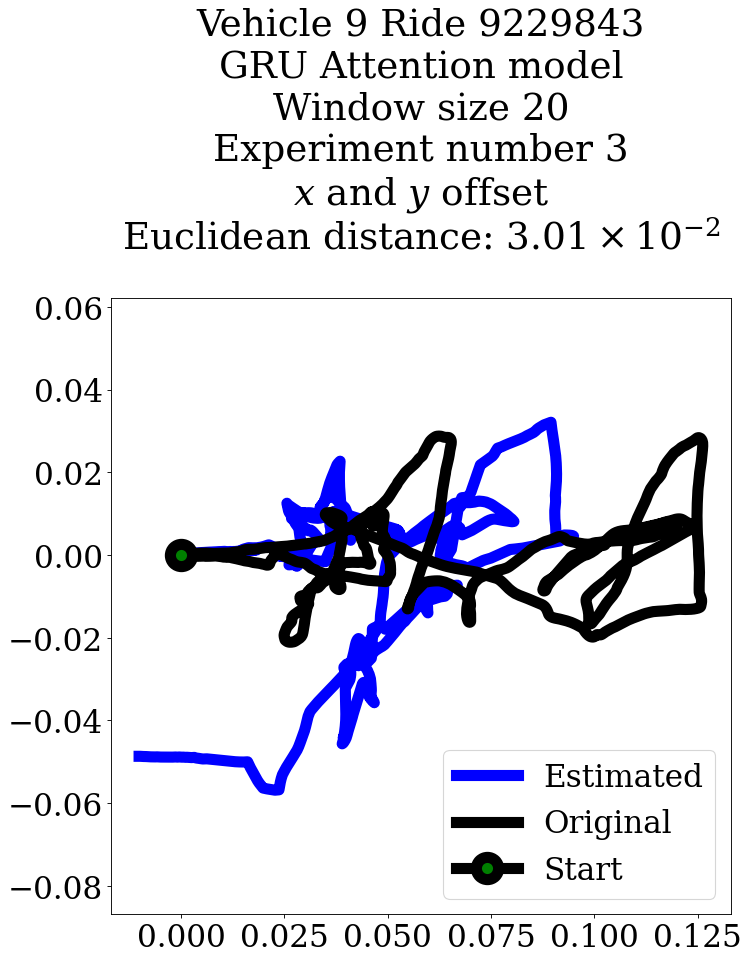 Vehicle 9 Ride 9229843
GRU Attention model
Window size 20
Experiment number 3
x and y offset
Euclidean distance: 3.01 × 10⁻²
0.06
0.04
0.02
0.00
−0.02
−0.04
−0.06
−0.08
Estimated
Original
Start
0.000 0.025 0.050 0.075 0.100 0.125